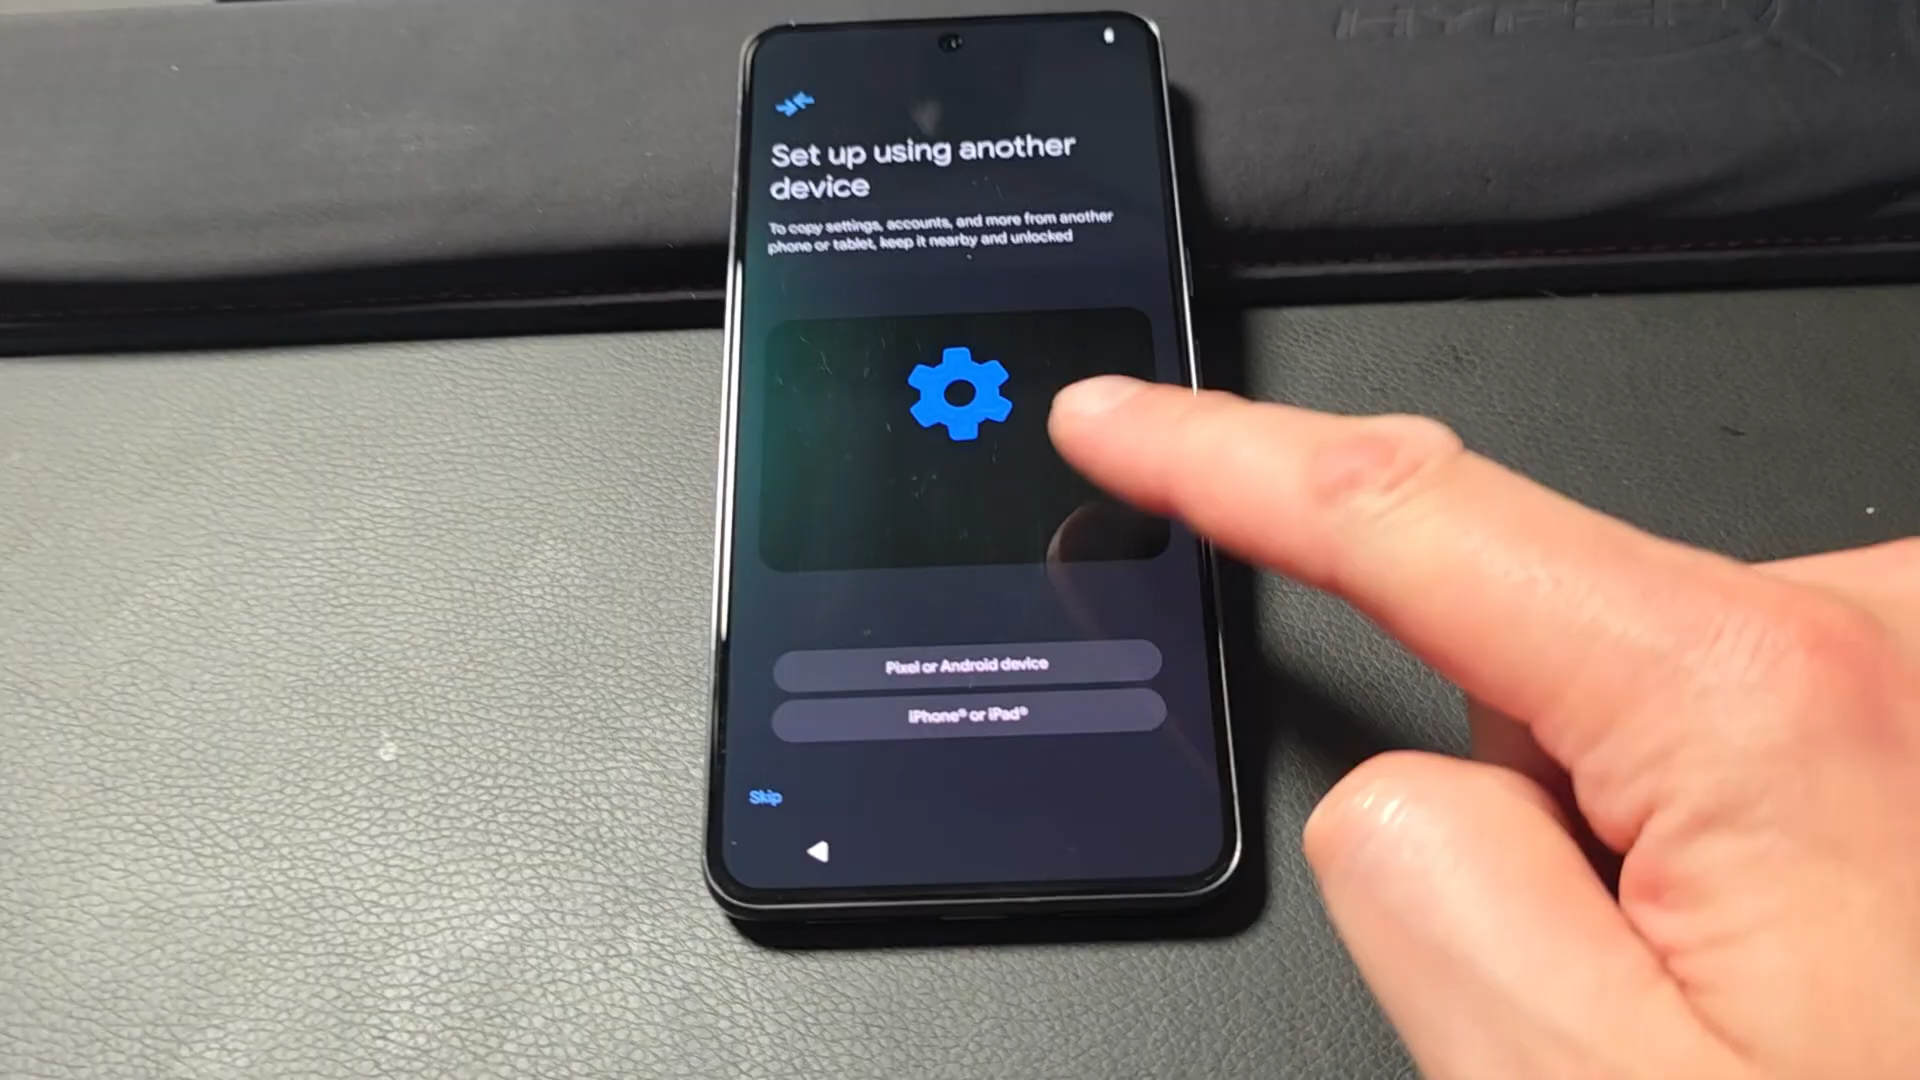 HYPERX
Set up using another
device
To copy settings, accounts, and more from another
phone or tablet, keep it nearby and unlocked
Pixel or Android device
iPhone® or iPad®
Skip